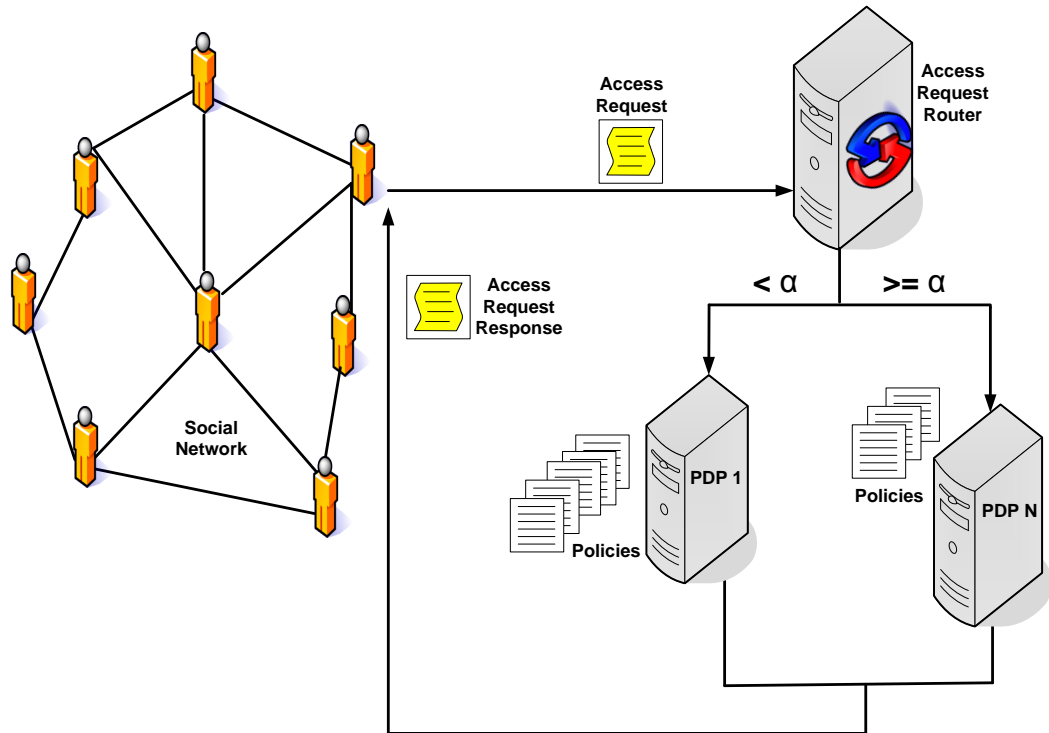 Access
Request
Access
Request
Router
< α
>= α
Access
Request
Response
Social
Network
PDP 1
Policies
Policies
PDP N